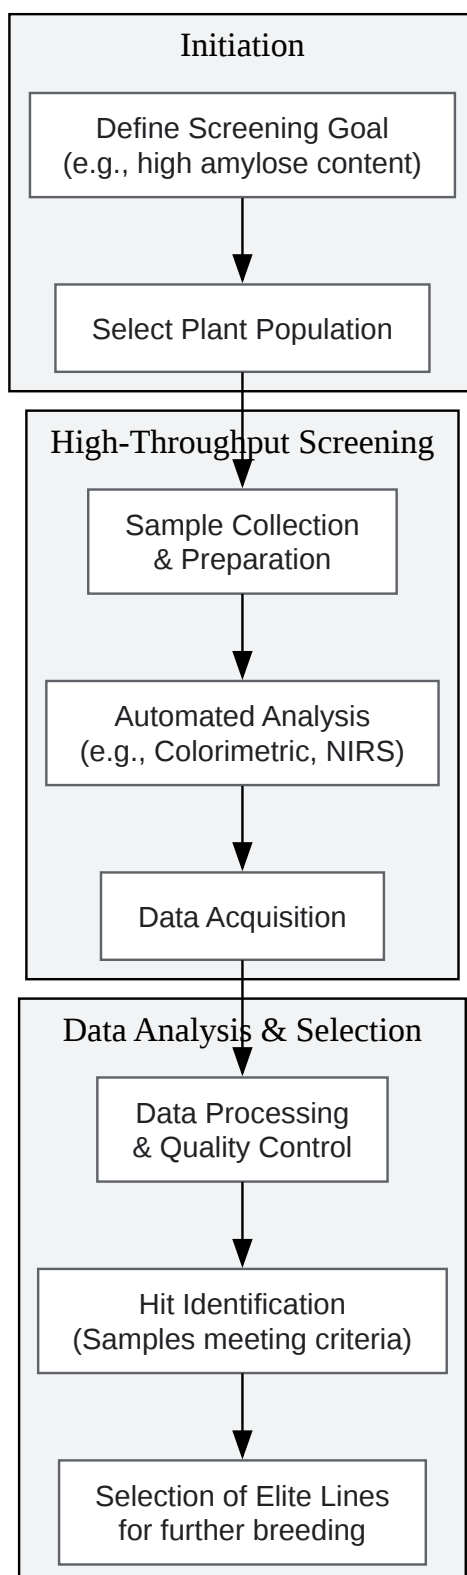 Initiation
Define Screening Goal
(e.g., high amylose content)
Select Plant Population
High-Throughput Screening
Sample Collection
& Preparation
Automated Analysis
(e.g., Colorimetric, NIRS)
Data Acquisition
Data Analysis & Selection
Data Processing
& Quality Control
Hit Identification
(Samples meeting criteria)
Selection of Elite Lines
for further breeding